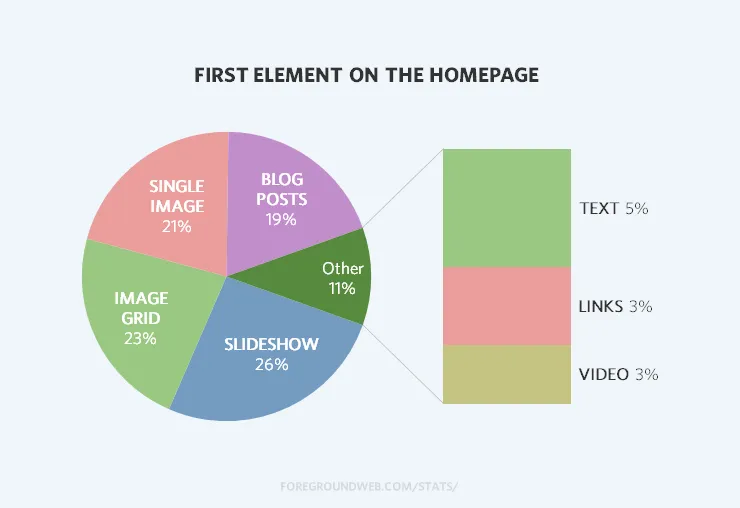 FIRST ELEMENT ON THE HOMEPAGE
SINGLE
IMAGE
21%
BLOG
POSTS
19%
Other
11%
IMAGE
GRID
23%
SLIDESHOW
26%
TEXT 5%
LINKS 3%
VIDEO 3%
FOREGROUNDWEB.COM/STATS/